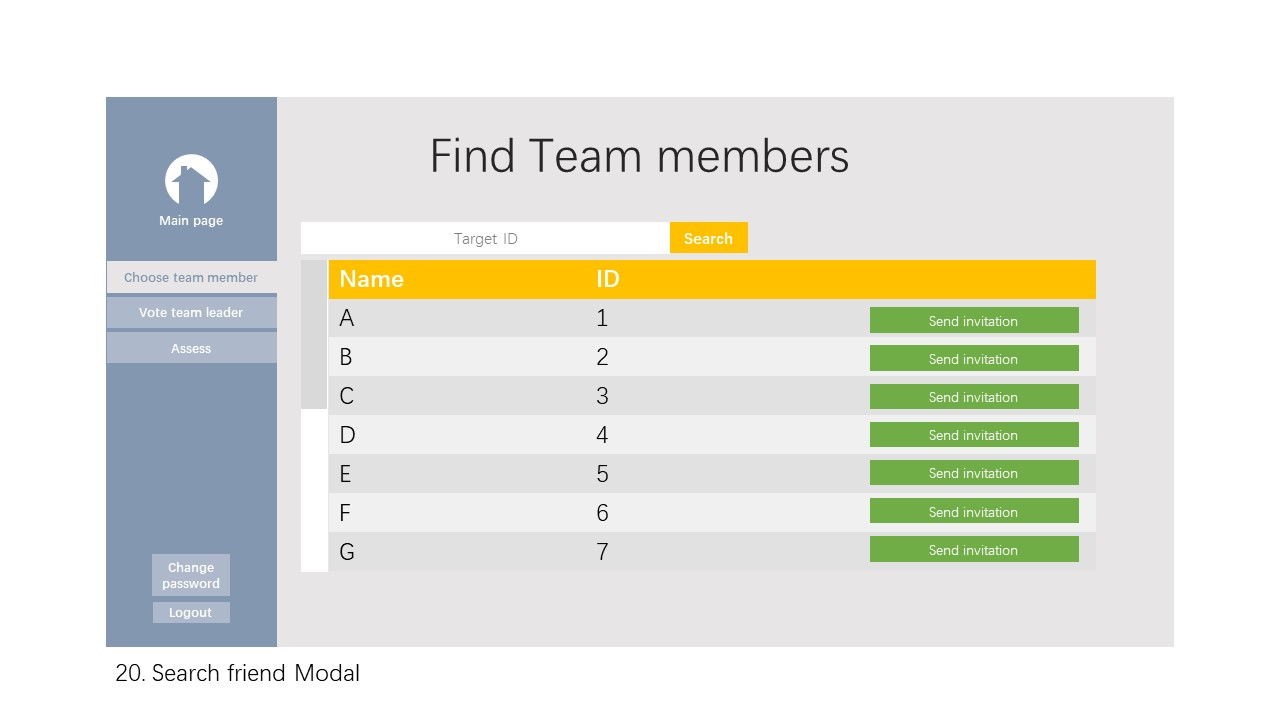 Find Team members
Main page
Choose team member
Vote team leader
Assess
Change
password
Logout
Target ID
Search
Name ID
A 1 Send invitation
B 2 Send invitation
C 3 Send invitation
D 4 Send invitation
E 5 Send invitation
F 6 Send invitation
G 7 Send invitation
20. Search friend Modal